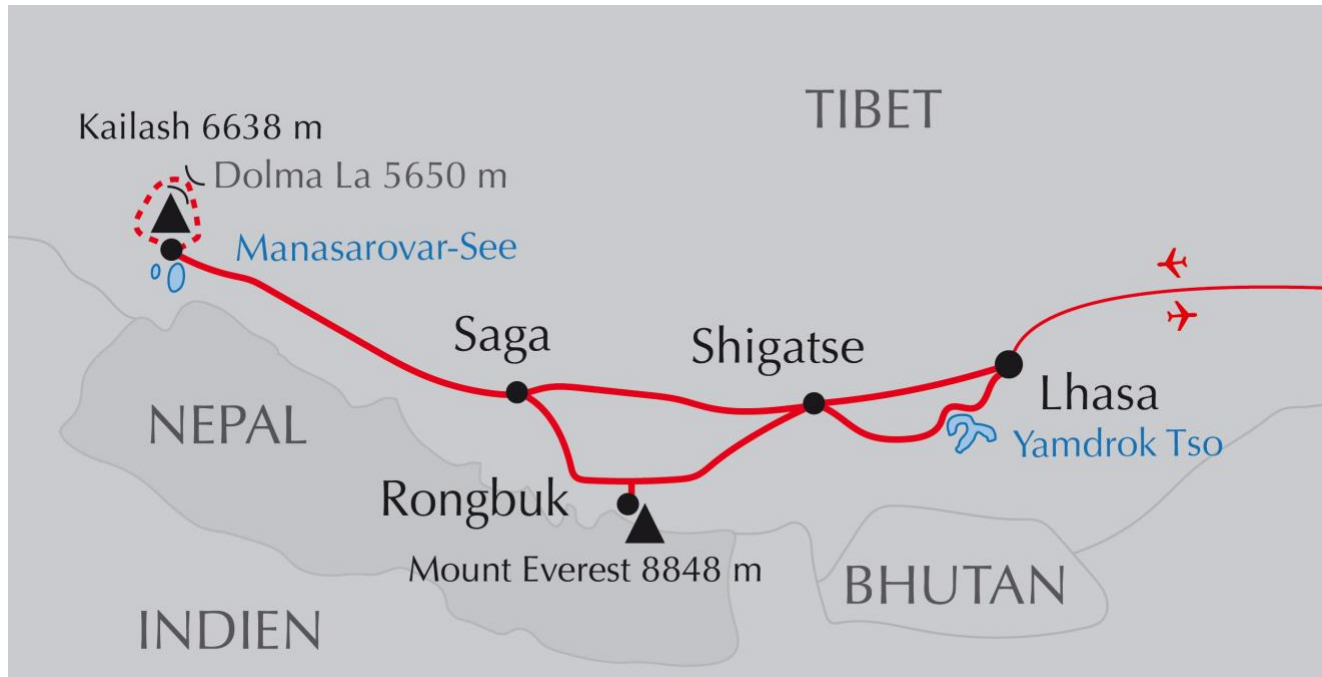 TIBET
Kailash 6638 m
Dolma La 5650 m
Manasarovar-See
Saga
Shigatse
Lhasa
Yamdrok Tso
NEPAL
Rongbuk
Mount Everest 8848 m
BHUTAN
INDIEN